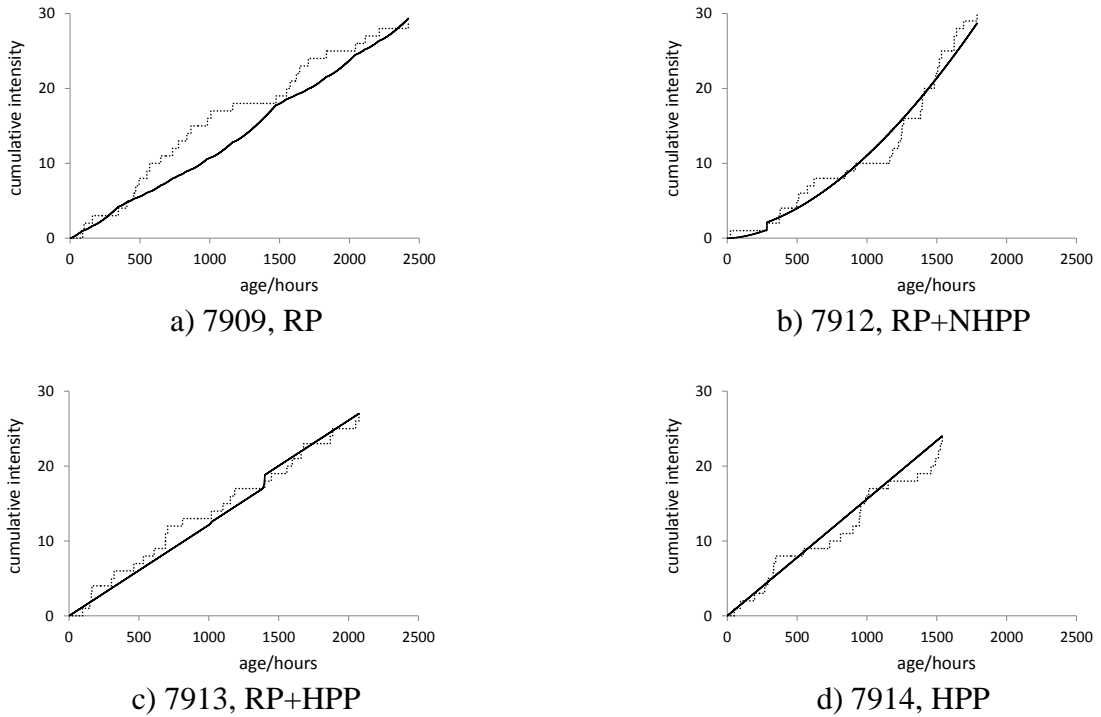 30
20
10
0
0 500 1000 1500 2000 2500
cumulative intensity
age/hours
a) 7909, RP
30
20
10
0
0 500 1000 1500 2000 2500
cumulative intensity
age/hours
b) 7912, RP+NHPP
30
20
10
0
0 500 1000 1500 2000 2500
cumulative intensity
age/hours
c) 7913, RP+HPP
30
20
10
0
0 500 1000 1500 2000 2500
cumulative intensity
age/hours
d) 7914, HPP